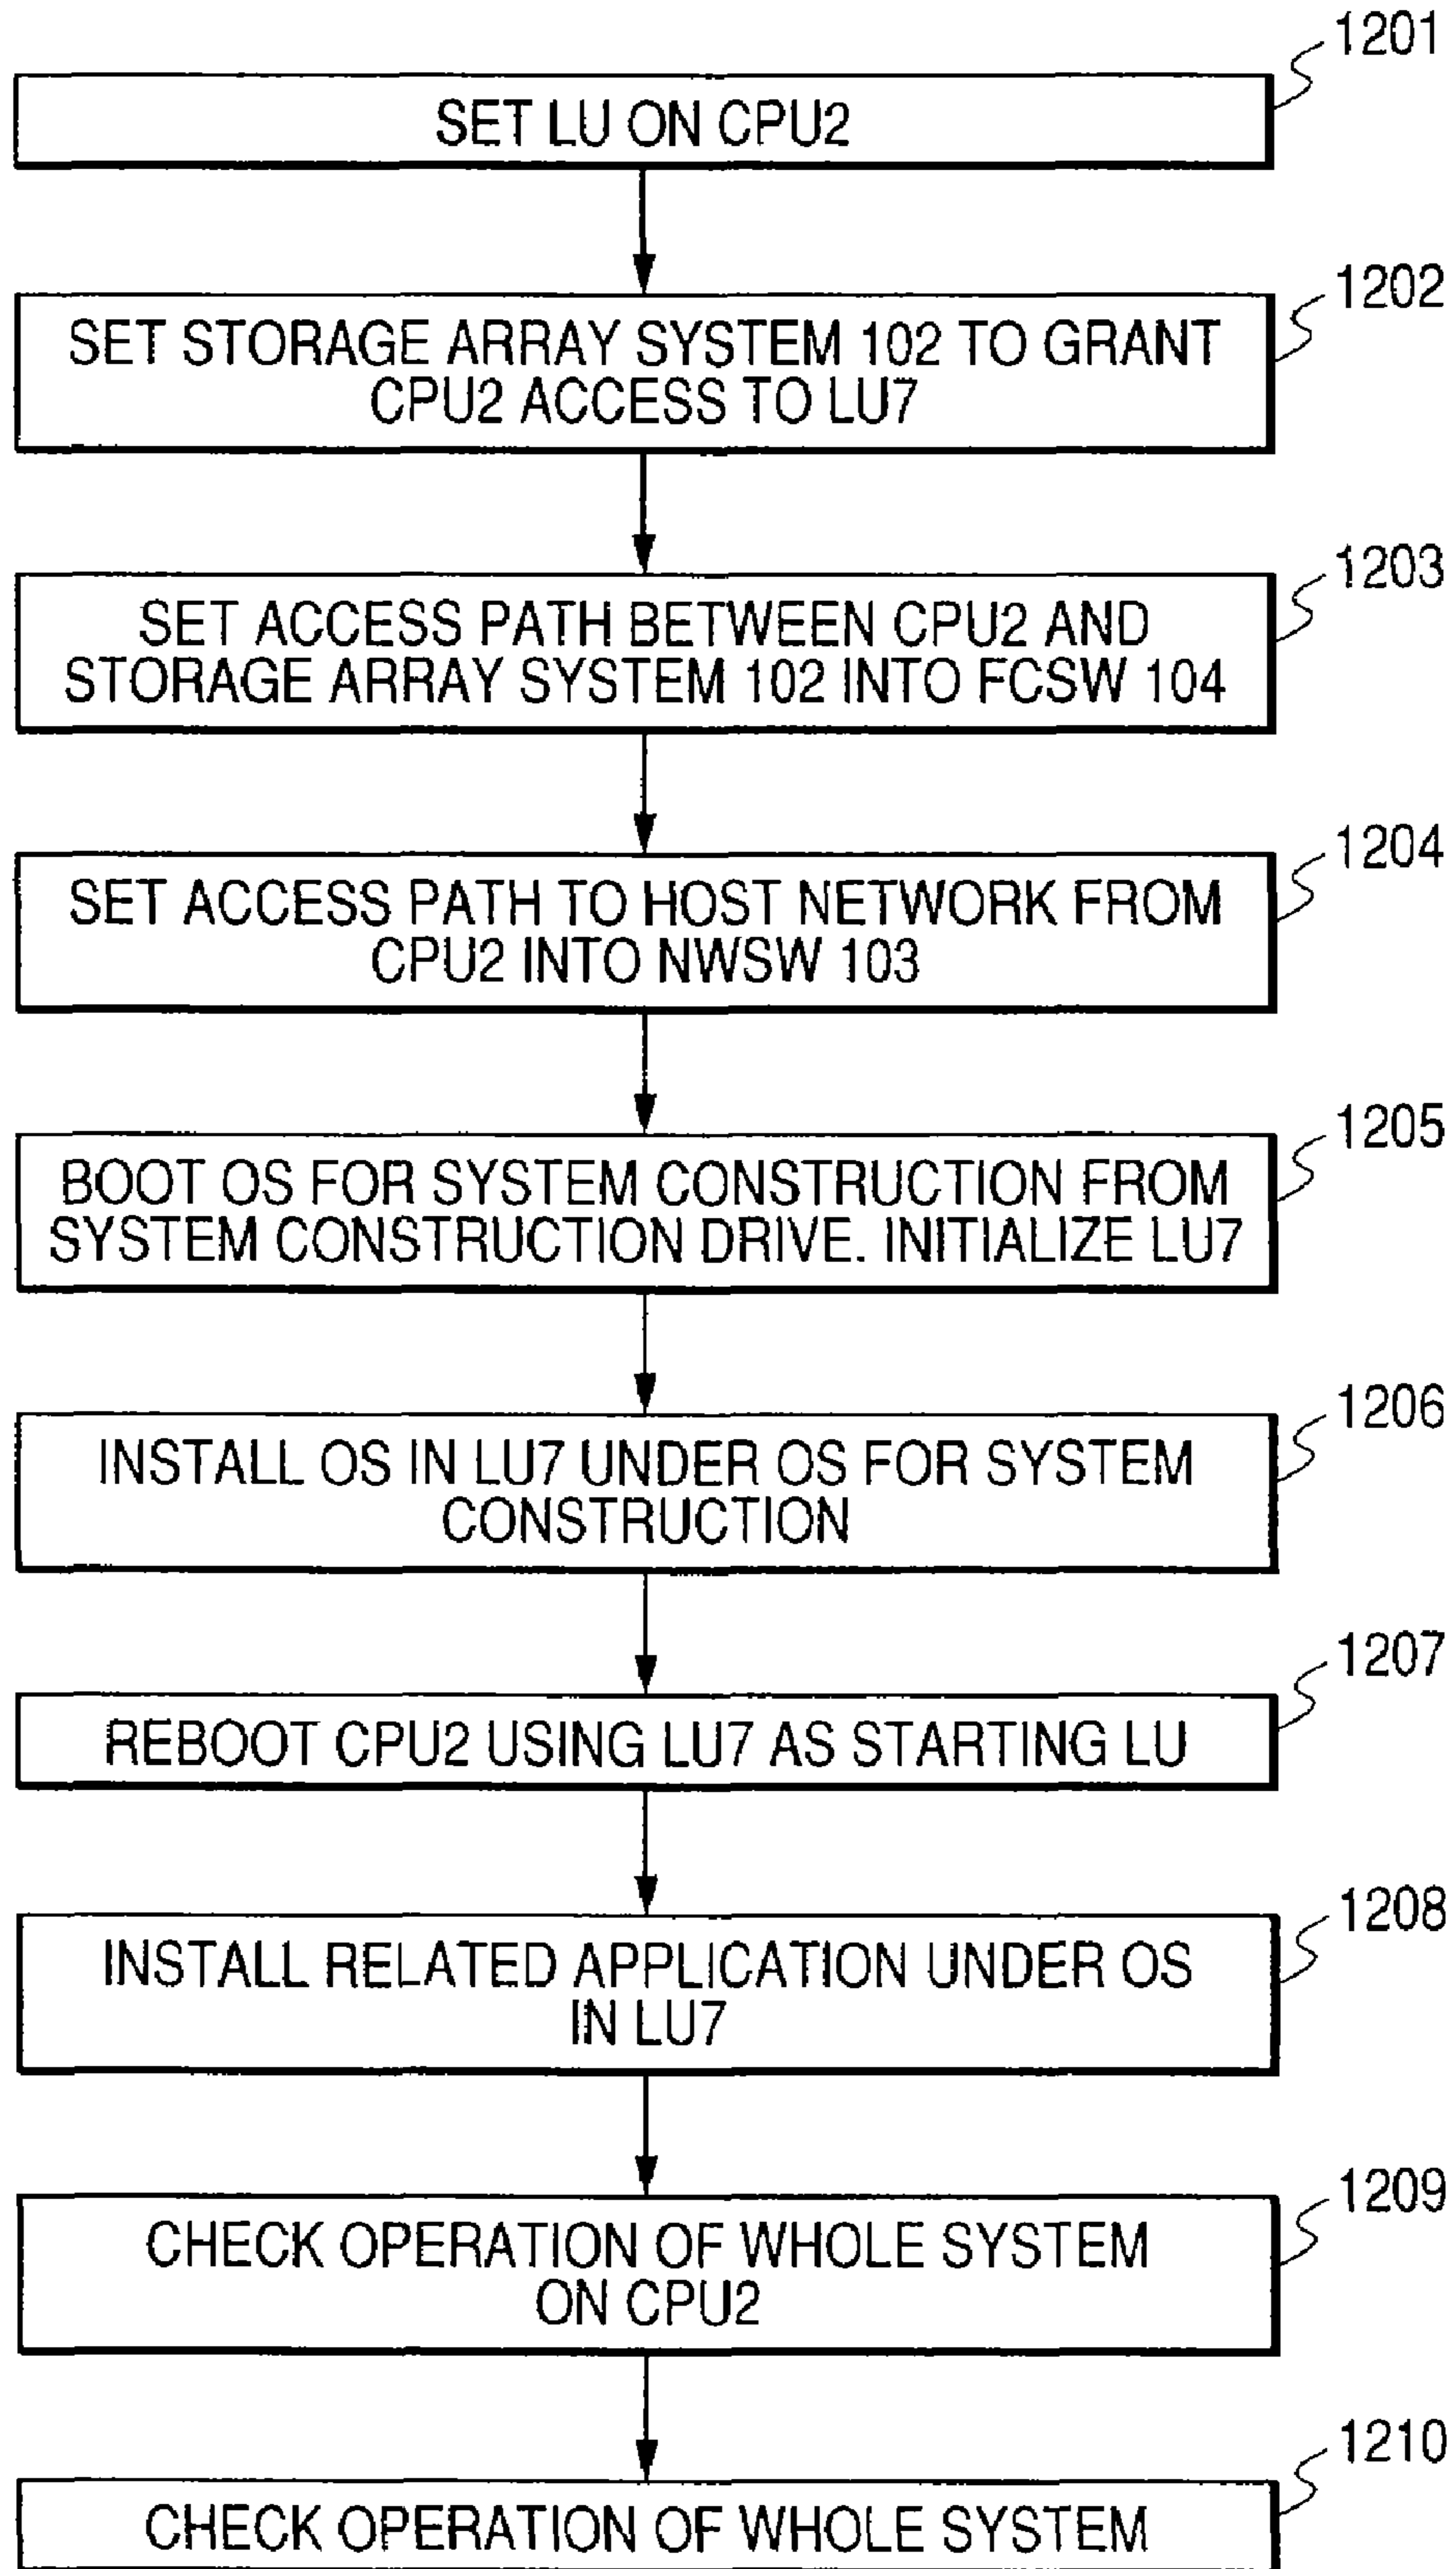 1201
SET LU ON CPU2
1202
SET STORAGE ARRAY SYSTEM 102 TO GRANT
CPU2 ACCESS TO LU7
1203
SET ACCESS PATH BETWEEN CPU2 AND
STORAGE ARRAY SYSTEM 102 INTO FCSW 104
1204
SET ACCESS PATH TO HOST NETWORK FROM
CPU2 INTO NWSW 103
1205
BOOT OS FOR SYSTEM CONSTRUCTION FROM
SYSTEM CONSTRUCTION DRIVE. INITIALIZE LU7
1206
INSTALL OS IN LU7 UNDER OS FOR SYSTEM
CONSTRUCTION
1207
REBOOT CPU2 USING LU7 AS STARTING LU
1208
INSTALL RELATED APPLICATION UNDER OS
IN LU7
1209
CHECK OPERATION OF WHOLE SYSTEM
ON CPU2
1210
CHECK OPERATION OF WHOLE SYSTEM